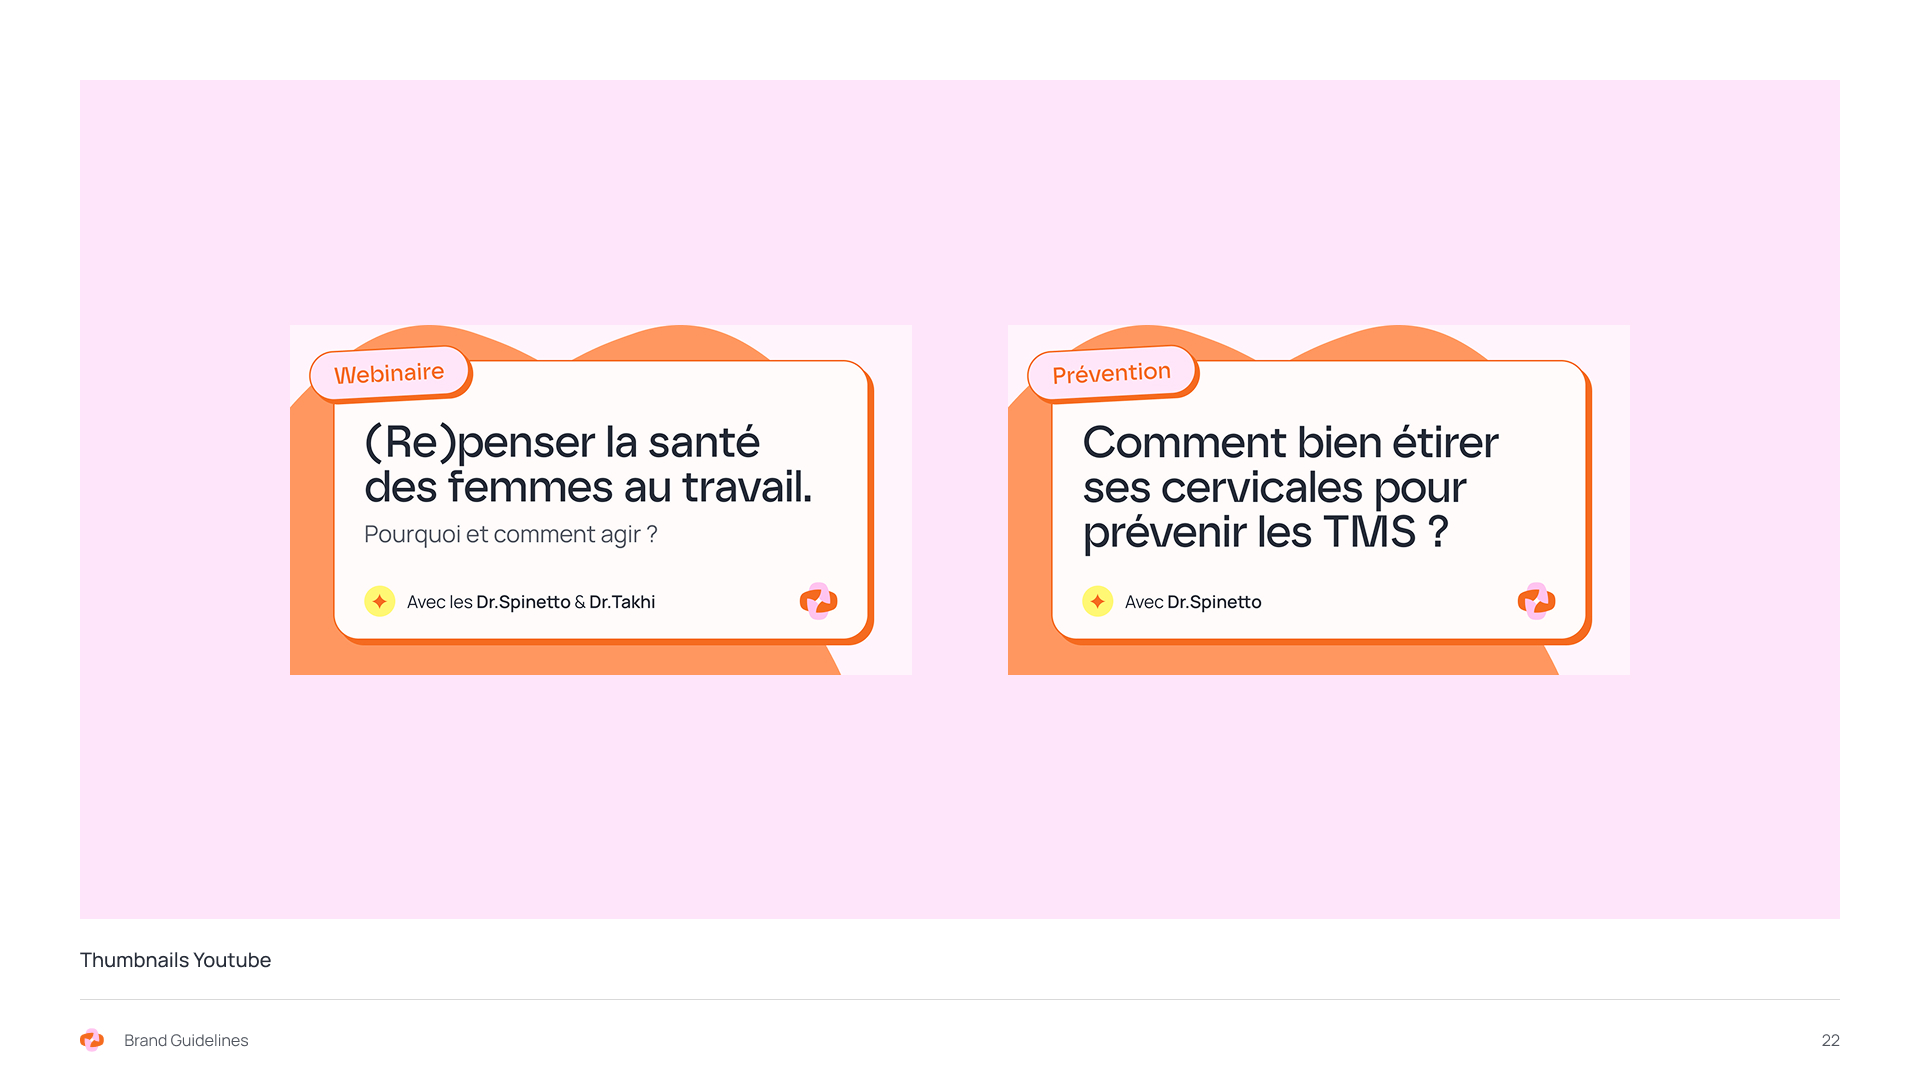 Webinaire
(Re)penser la santé
des femmes au travail.
Pourquoi et comment agir ?
Avec les Dr.Spinetto & Dr.Takhi
Prévention
Comment bien étirer
ses cervicales pour
prévenir les TMS ?
Avec Dr.Spinetto
Thumbnails Youtube
Brand Guidelines
22